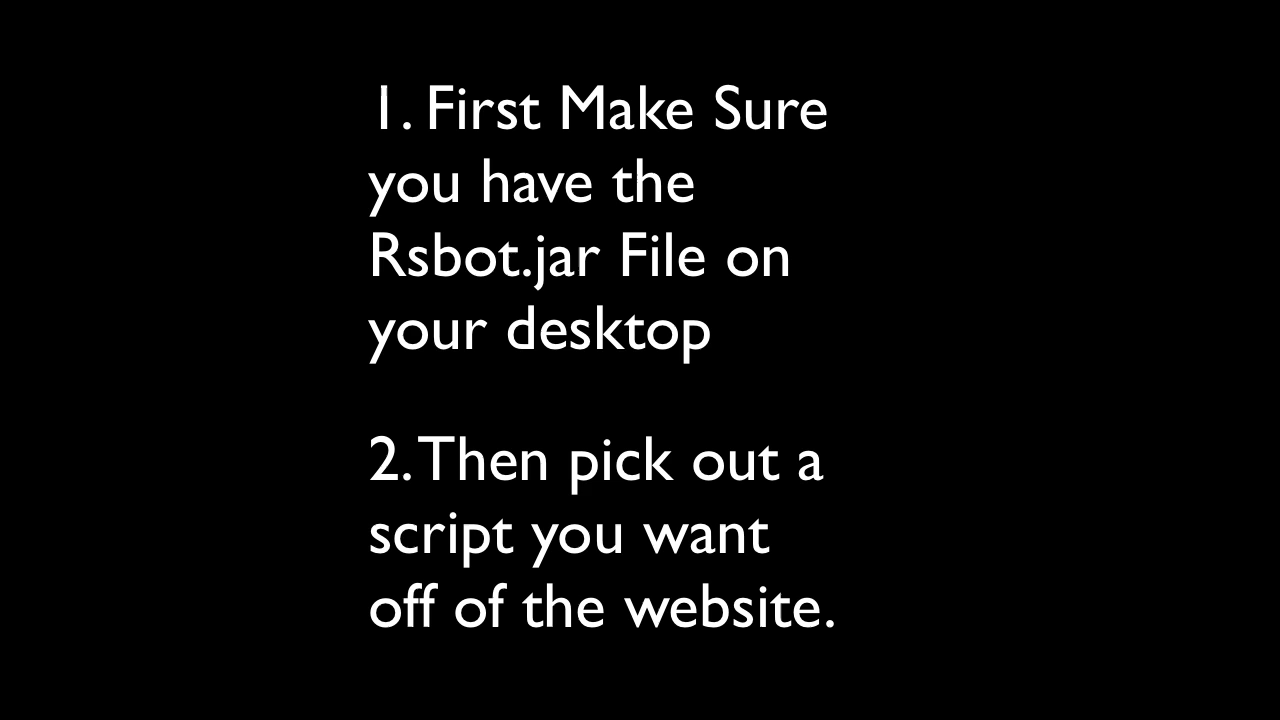 1. First Make Sure
you have the
Rsbot.jar File on
your desktop
2. Then pick out a
script you want
off of the website.